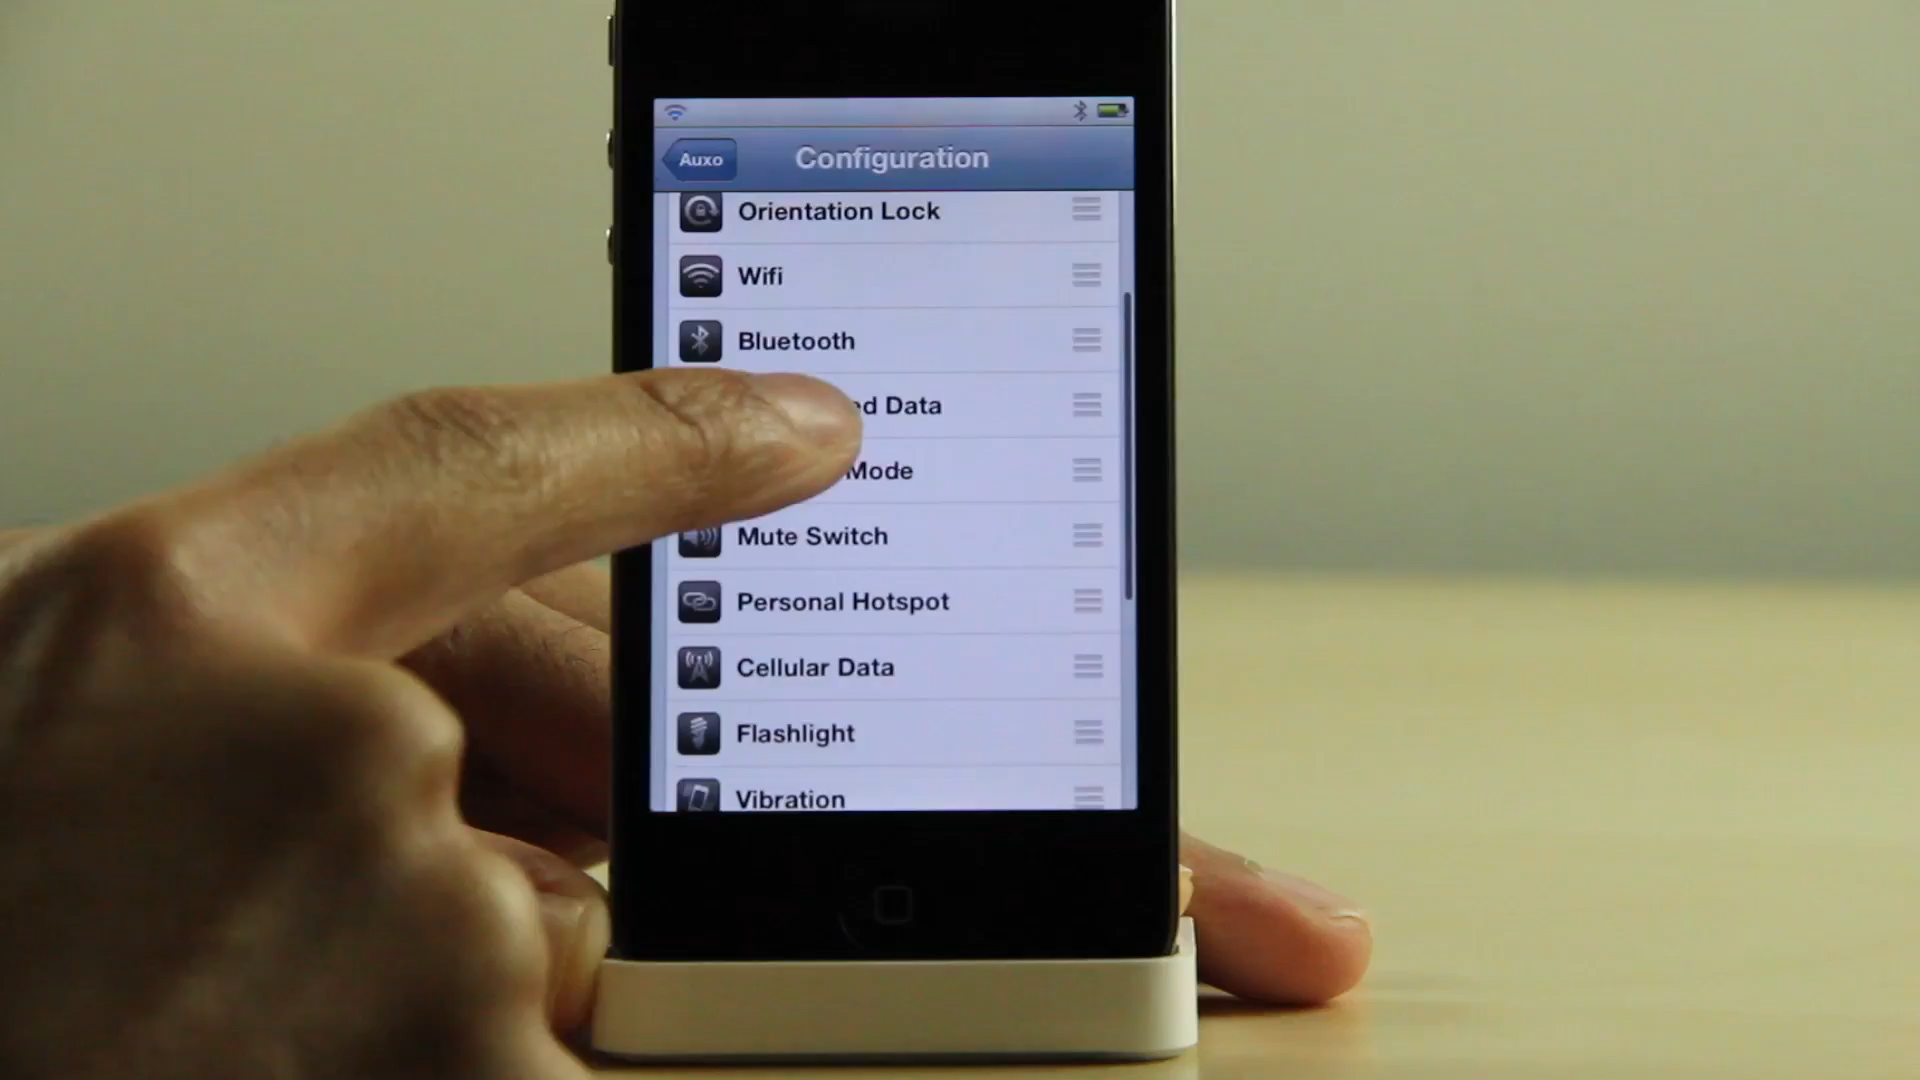 Auxo
Configuration
Orientation Lock
Wifi
Bluetooth
Data
Mode
Mute Switch
Personal Hotspot
Cellular Data
Flashlight
Vibration